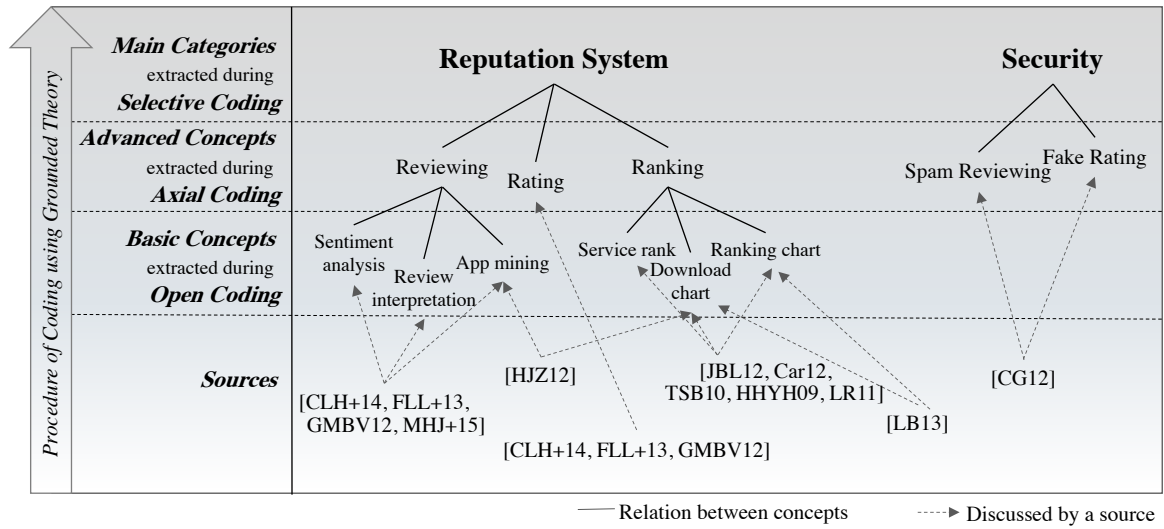 Procedure of Coding using Grounded Theory
Main Categories
extracted during
Selective Coding
Reputation System
Security
Advanced Concepts
extracted during
Axial Coding
Reviewing
Rating
Ranking
Spam Reviewing
Fake Rating
Basic Concepts
extracted during
Open Coding
Sentiment
analysis
Review
interpretation
App mining
Service rank
Download
chart
Ranking chart
Sources
[CLH+14, FLL+13,
GMBV12, MHJ+15]
[HJZ12]
[CLH+14, FLL+13, GMBV12]
[JBL12, Car12,
TSB10, HHYH09, LR11]
[LB13]
[CG12]
Relation between concepts
Discussed by a source